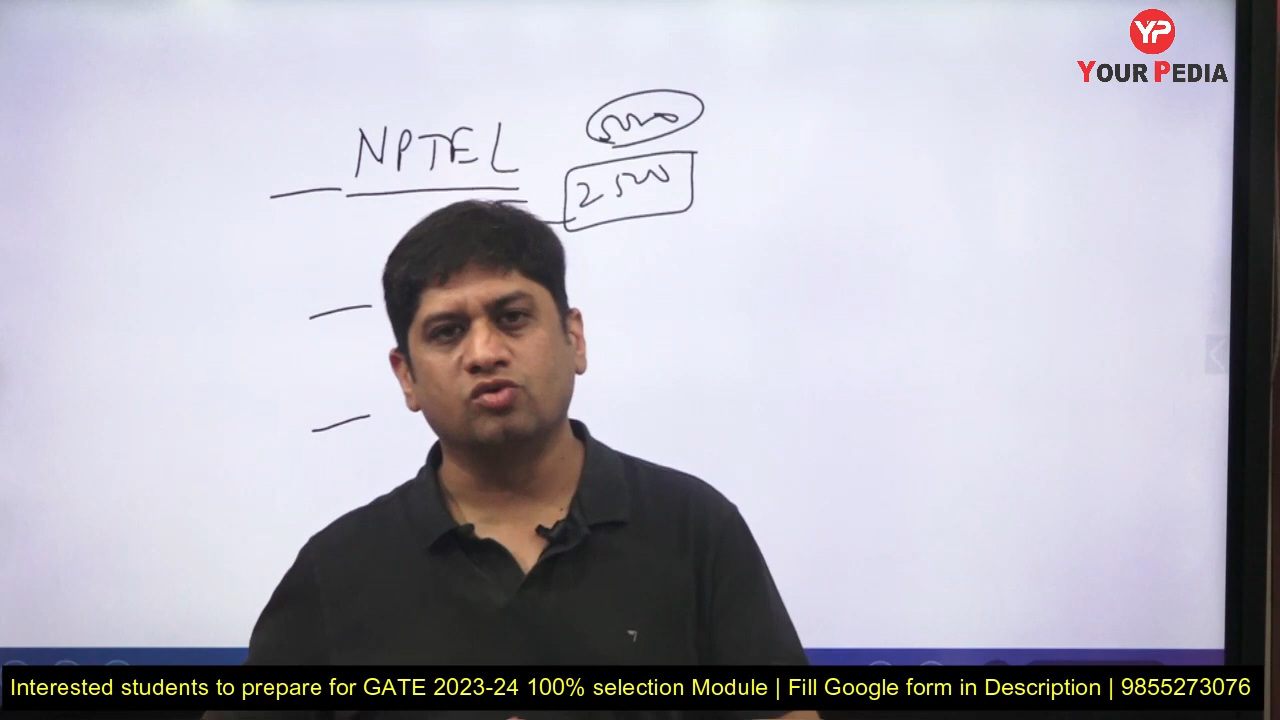 YP
YOUR PEDIA
NPTEL
2500
Interested students to prepare for GATE 2023-24 100% selection Module | Fill Google form in Description | 9855273076